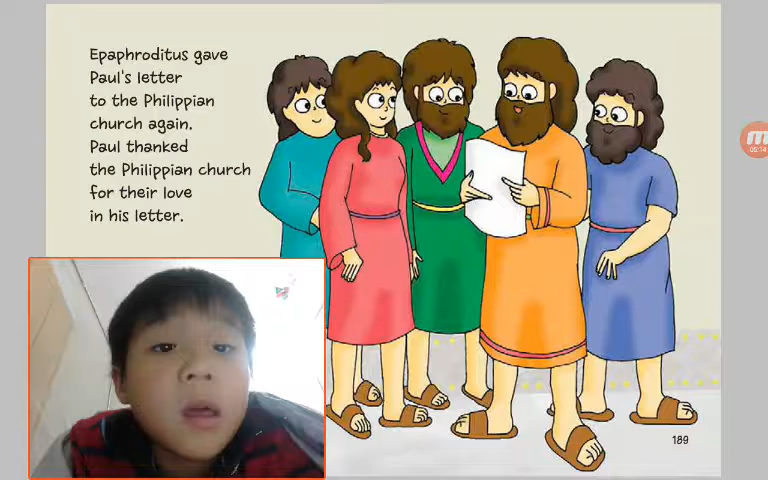 Epaphroditus gave
Paul's letter
to the Philippian
church again.
Paul thanked
the Philippian church
for their love
in his letter.
189